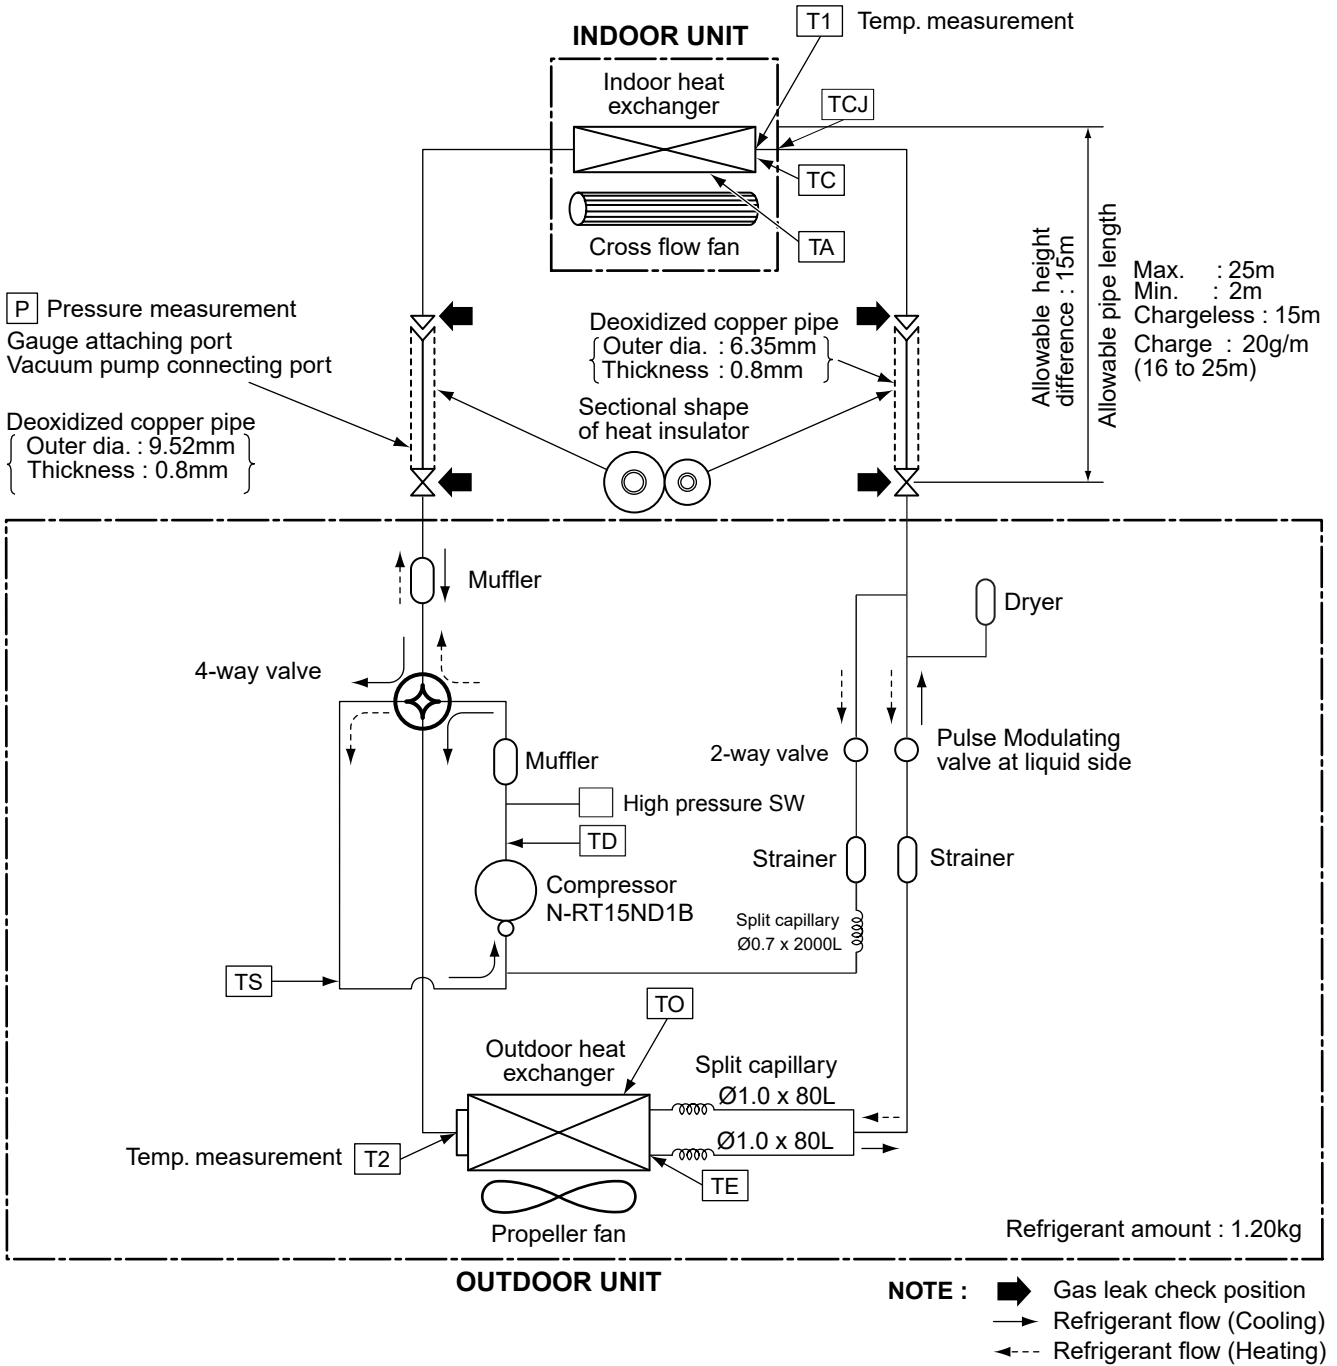 T1 Temp. measurement
INDOOR UNIT
Indoor heat
exchanger
TCJ
TC
Cross flow fan
TA
P Pressure measurement
Gauge attaching port
Vacuum pump connecting port
Deoxidized copper pipe
Outer dia. : 9.52mm
Thickness : 0.8mm
Deoxidized copper pipe
Outer dia. : 6.35mm
Thickness : 0.8mm
Sectional shape
of heat insulator
Allowable height
difference : 15m
Allowable pipe length
Max. : 25m
Min. : 2m
Chargeless : 15m
Charge : 20g/m
(16 to 25m)
Muffler
Dryer
4-way valve
Muffler
2-way valve
Pulse Modulating
valve at liquid side
High pressure SW
TD
Strainer
Strainer
Compressor
N-RT15ND1B
Split capillary
Ø0.7 x 2000L
TS
TO
Outdoor heat
exchanger
Split capillary
Ø1.0 x 80L
Ø1.0 x 80L
Temp. measurement T2
TE
Propeller fan
Refrigerant amount : 1.20kg
OUTDOOR UNIT
NOTE : Gas leak check position
Refrigerant flow (Cooling)
Refrigerant flow (Heating)